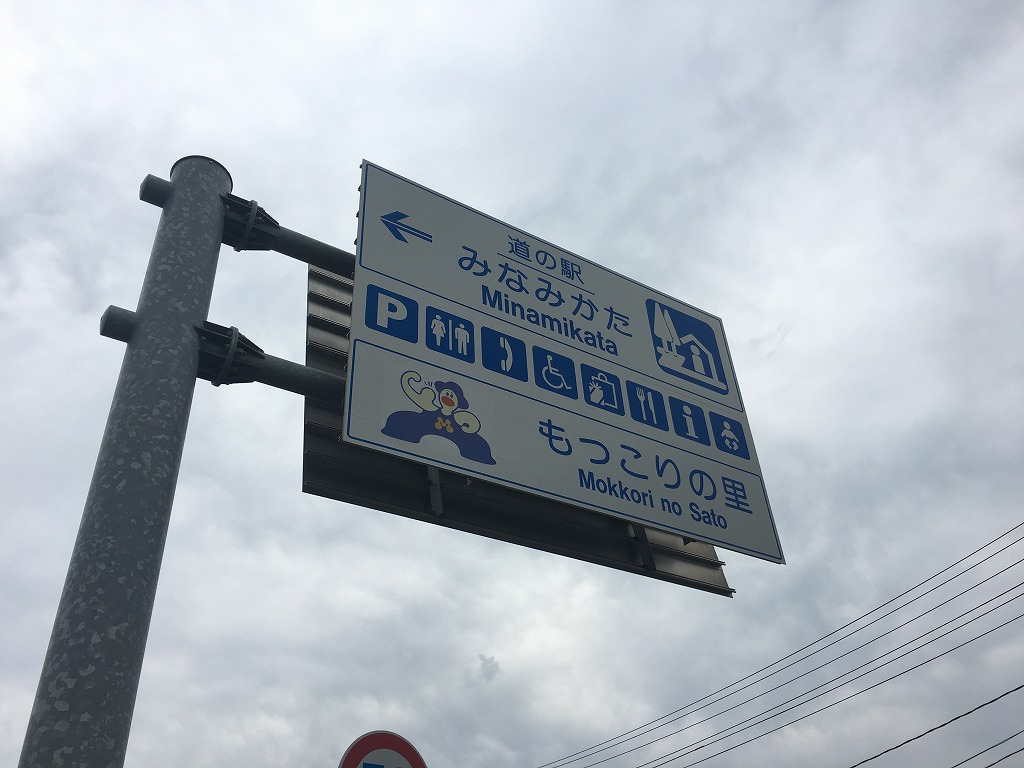 道の駅
みなみかた
Minamikata
P
i
M
もっこりの里
Mokkori no Sato